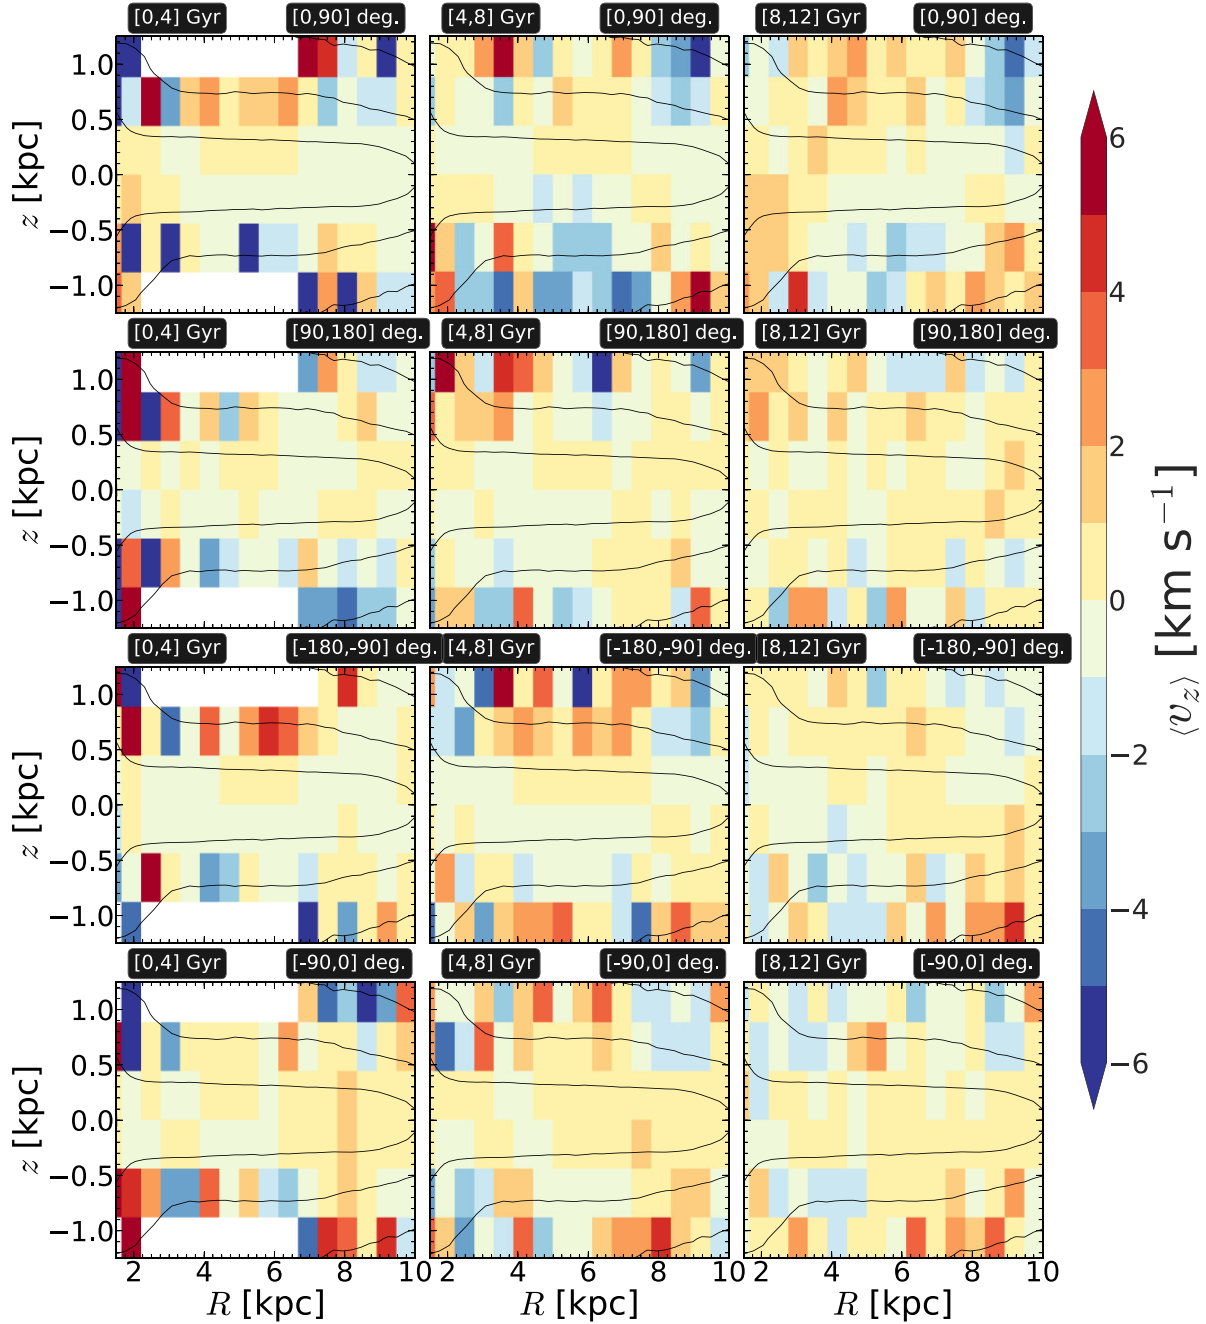 [0,4] Gyr [0,90] deg. [4,8] Gyr [0,90] deg. [8,12] Gyr [0,90] deg.
1.0
0.5
0.0
−0.5
−1.0
z [kpc]
[0,4] Gyr [90,180] deg. [4,8] Gyr [90,180] deg. [8,12] Gyr [90,180] deg.
1.0
0.5
0.0
−0.5
−1.0
z [kpc]
[0,4] Gyr [-180,-90] deg. [4,8] Gyr [-180,-90] deg. [8,12] Gyr [-180,-90] deg.
1.0
0.5
0.0
−0.5
−1.0
z [kpc]
[0,4] Gyr [-90,0] deg. [4,8] Gyr [-90,0] deg. [8,12] Gyr [-90,0] deg.
1.0
0.5
0.0
−0.5
−1.0
z [kpc]
2 4 6 8 10 2 4 6 8 10 2 4 6 8 10
R [kpc] R [kpc] R [kpc]
6
4
2
0
−2
−4
−6
⟨v_z⟩ [km s⁻¹]